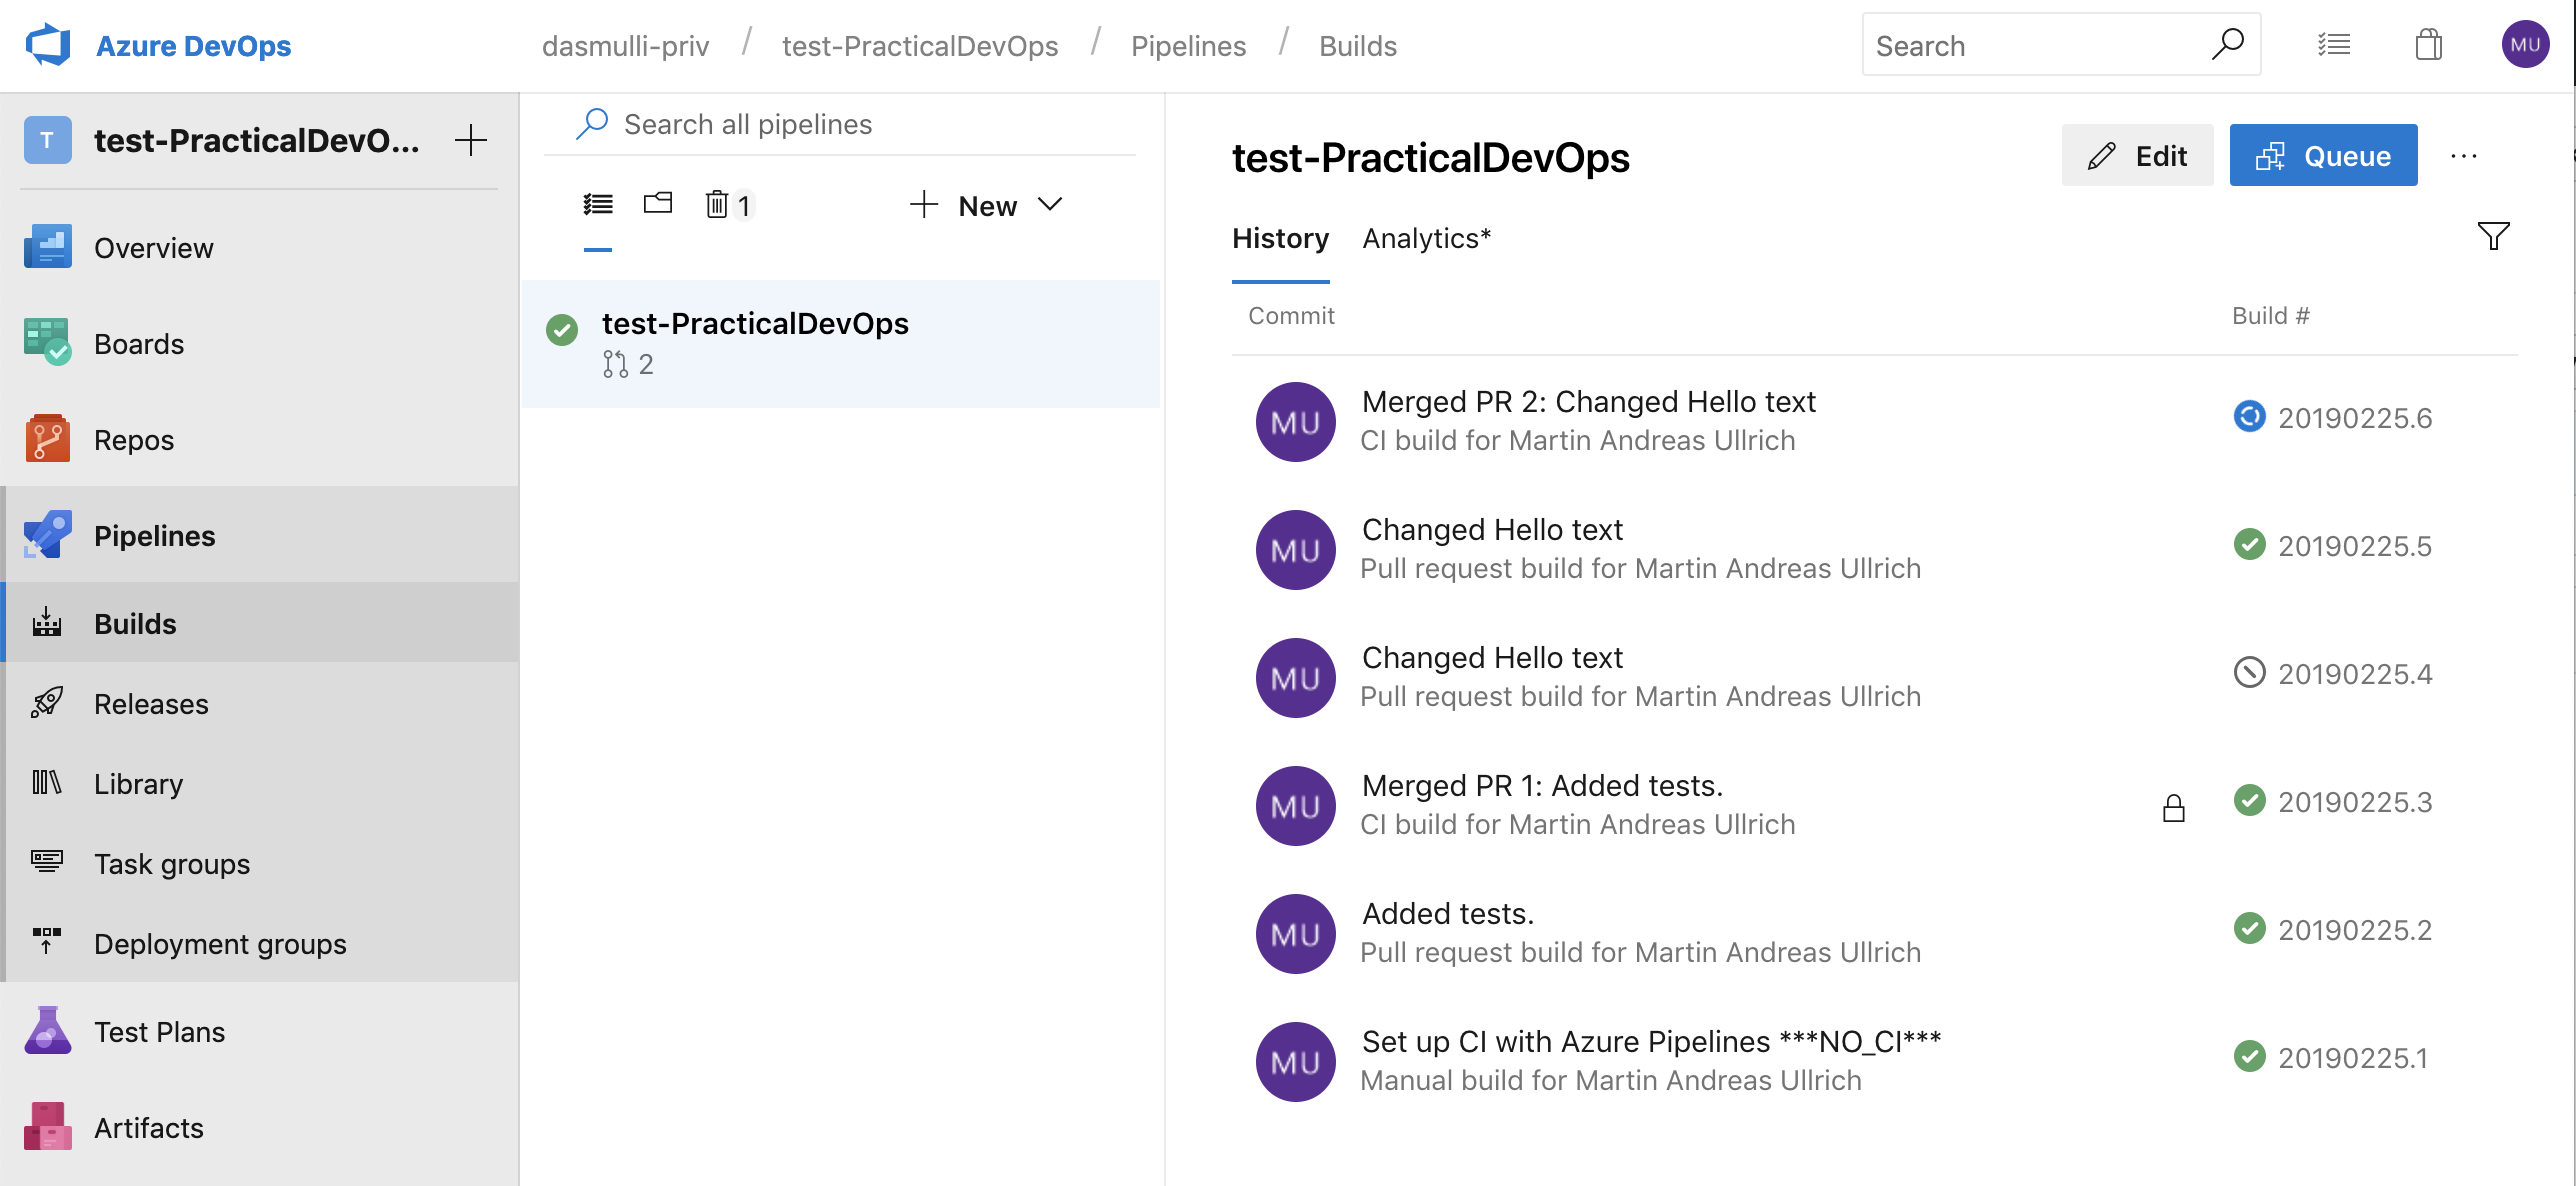 Azure DevOps
dasmulli-priv / test-PracticalDevOps / Pipelines / Builds
Search
MU
T
test-PracticalDevO...
Overview
Boards
Repos
Pipelines
Builds
Releases
Library
Task groups
Deployment groups
Test Plans
Artifacts
Search all pipelines
1
New
test-PracticalDevOps
2
test-PracticalDevOps
Edit
Queue
...
History
Analytics*
Commit
Build #
MU
Merged PR 2: Changed Hello text
CI build for Martin Andreas Ullrich
20190225.6
MU
Changed Hello text
Pull request build for Martin Andreas Ullrich
20190225.5
MU
Changed Hello text
Pull request build for Martin Andreas Ullrich
20190225.4
MU
Merged PR 1: Added tests.
CI build for Martin Andreas Ullrich
20190225.3
MU
Added tests.
Pull request build for Martin Andreas Ullrich
20190225.2
MU
Set up CI with Azure Pipelines ***NO_CI***
Manual build for Martin Andreas Ullrich
20190225.1